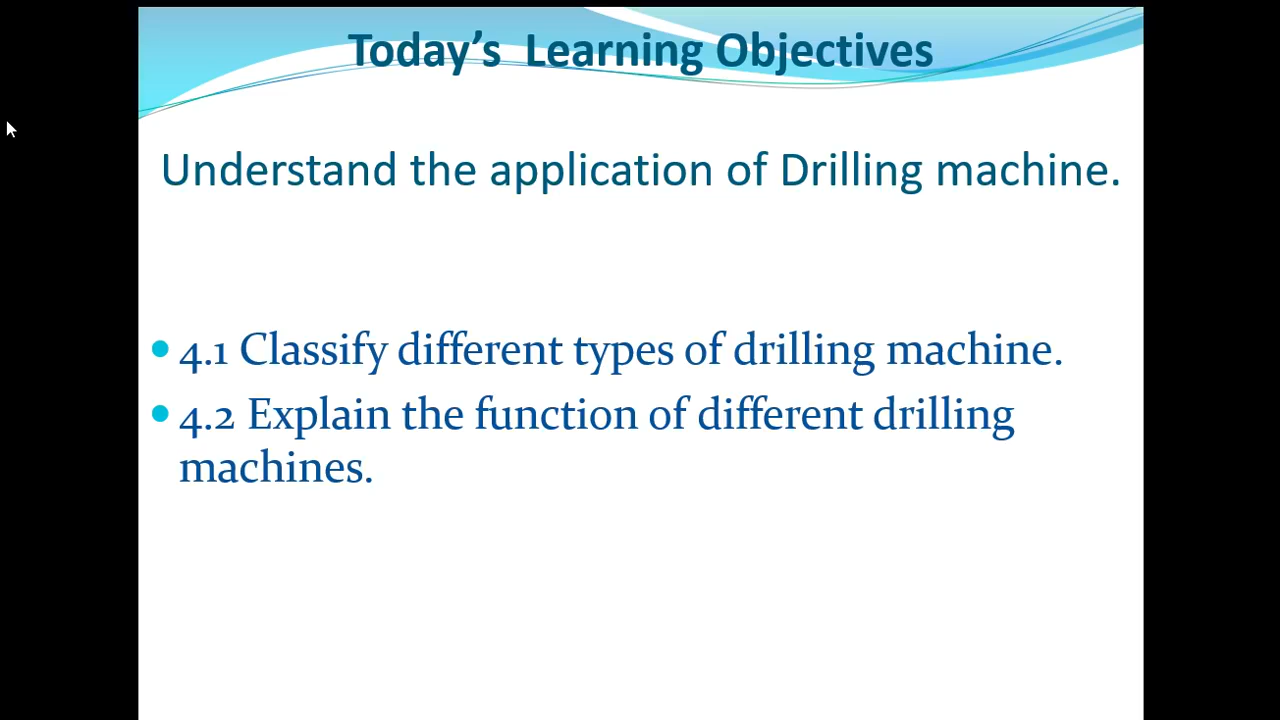 Today’s Learning Objectives
Understand the application of Drilling machine.
• 4.1 Classify different types of drilling machine.
• 4.2 Explain the function of different drilling
machines.